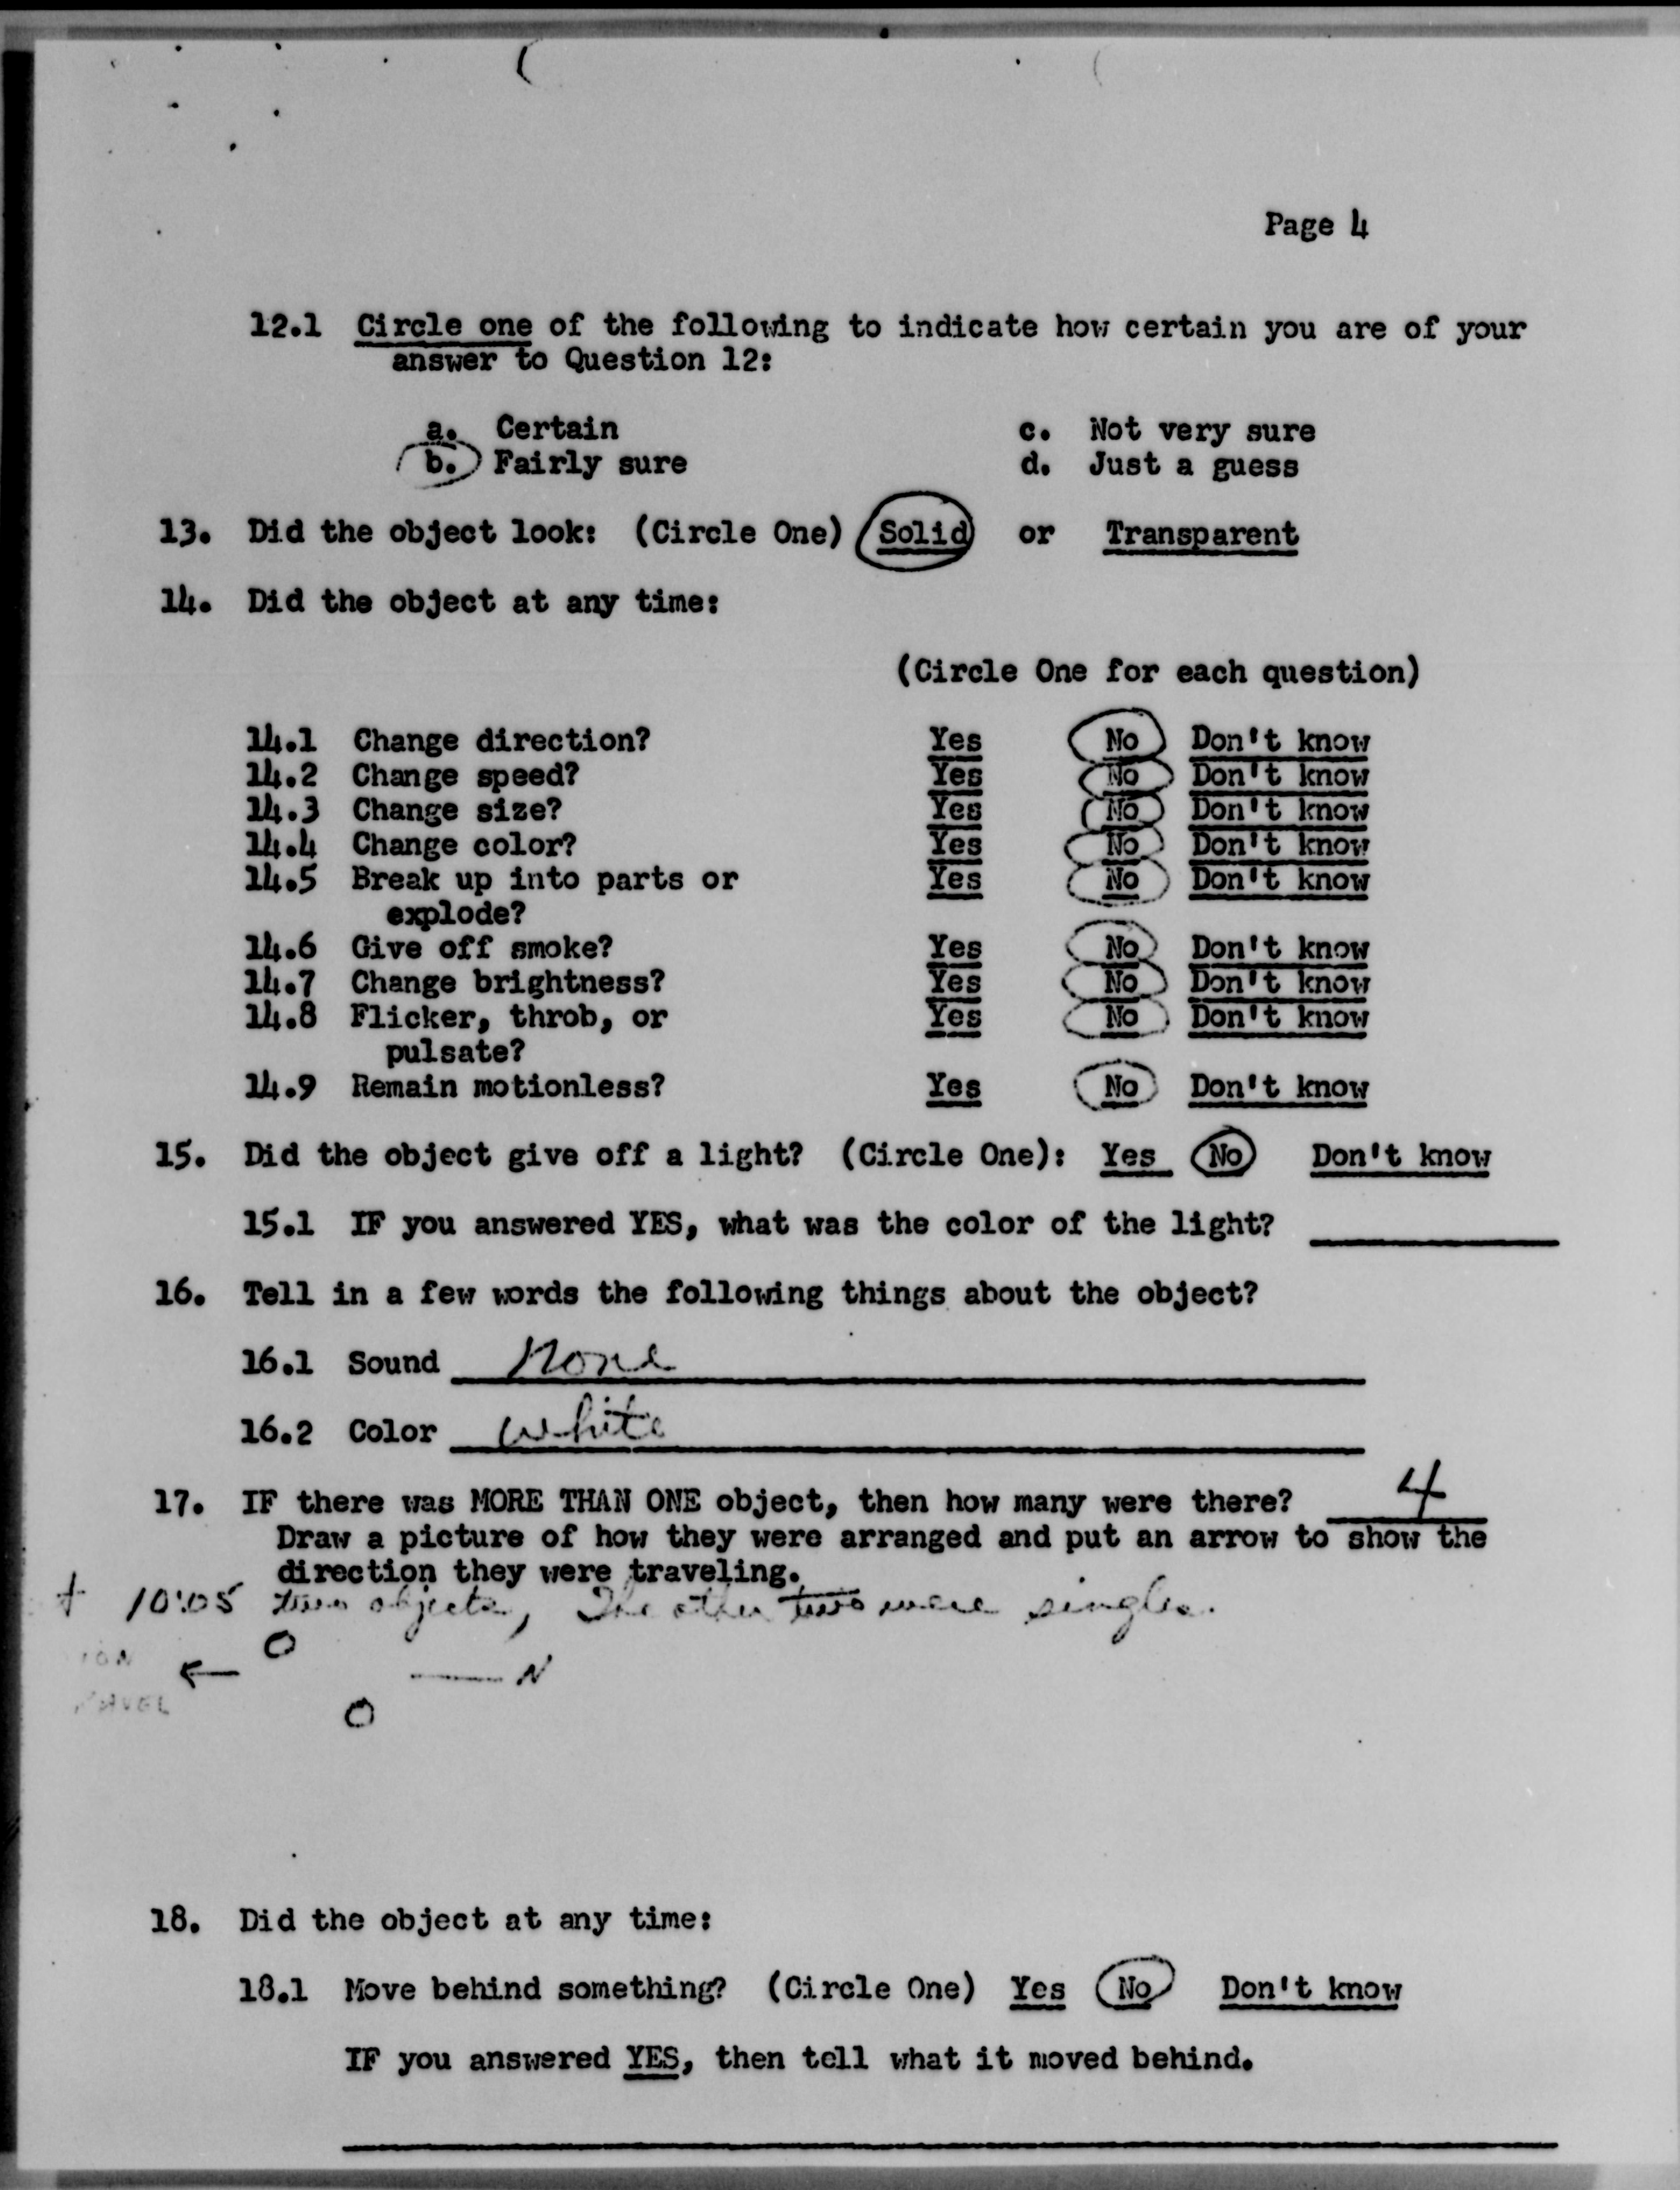 Page 4
12.1 Circle one of the following to indicate how certain you are of your
answer to Question 12:
a. Certain c. Not very sure
b. Fairly sure d. Just a guess
13. Did the object look: (Circle One) Solid or Transparent
14. Did the object at any time:
(Circle One for each question)
14.1 Change direction? Yes No Don't know
14.2 Change speed? Yes No Don't know
14.3 Change size? Yes No Don't know
14.4 Change color? Yes No Don't know
14.5 Break up into parts or Yes No Don't know
explode?
14.6 Give off smoke? Yes No Don't know
14.7 Change brightness? Yes No Don't know
14.8 Flicker, throb, or Yes No Don't know
pulsate?
14.9 Remain motionless? Yes No Don't know
15. Did the object give off a light? (Circle One): Yes No Don't know
15.1 IF you answered YES, what was the color of the light?
16. Tell in a few words the following things about the object?
16.1 Sound None
16.2 Color White
17. IF there was MORE THAN ONE object, then how many were there? 4
Draw a picture of how they were arranged and put an arrow to show the
direction they were traveling.
10:05 two objects, The other two were singles.
N
18. Did the object at any time:
18.1 Move behind something? (Circle One) Yes No Don't know
IF you answered YES, then tell what it moved behind.